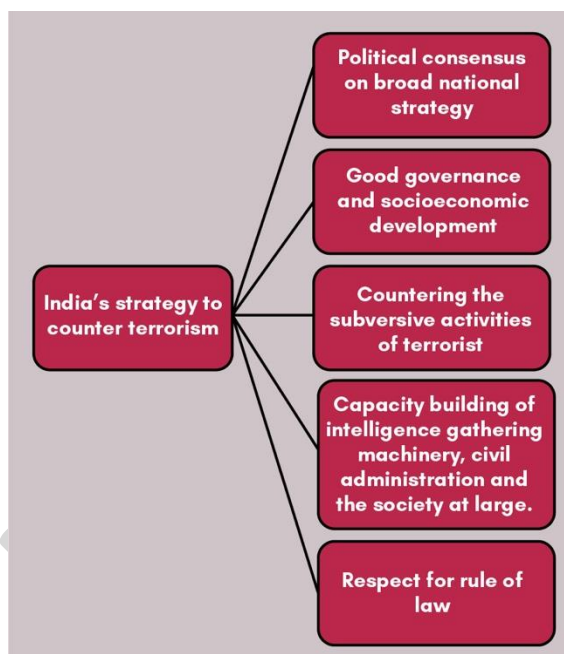 Political consensus
on broad national
strategy
Good governance
and socioeconomic
development
India's strategy to
counter terrorism
Countering the
subversive activities
of terrorist
Capacity building of
intelligence gathering
machinery, civil
administration and
the society at large.
Respect for rule of
law